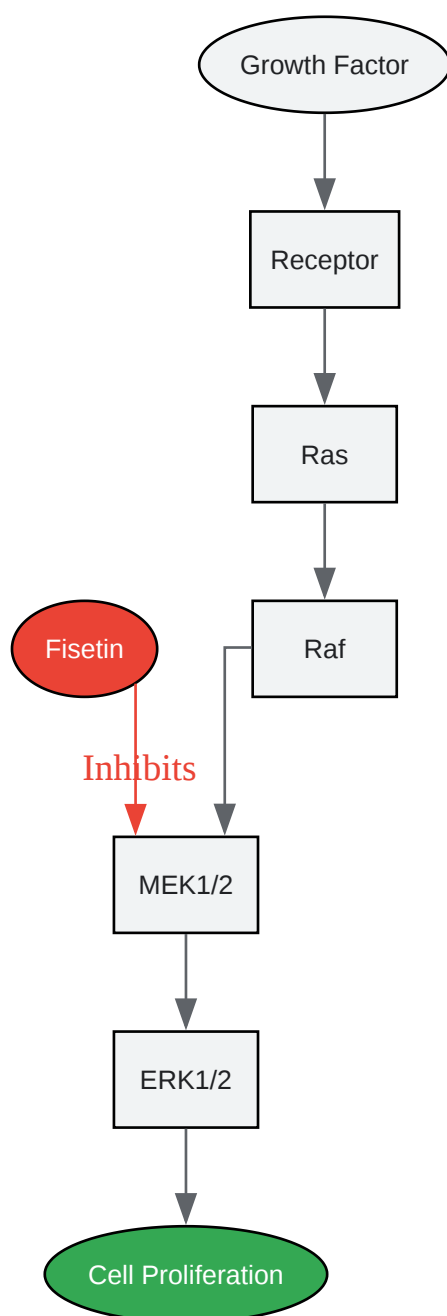 Growth Factor
Receptor
Ras
Raf
Fisetin
Inhibits
MEK1/2
ERK1/2
Cell Proliferation